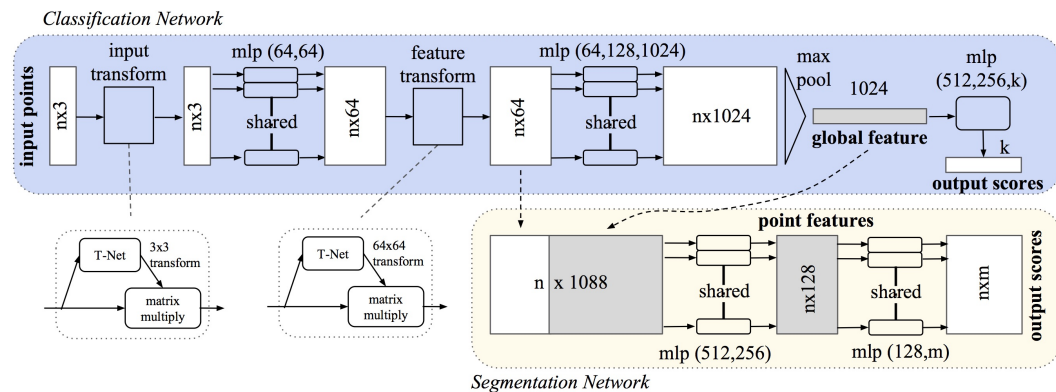 Classification Network
input points
nx3
input
transform
nx3
mlp (64,64)
shared
nx64
feature
transform
nx64
mlp (64,128,1024)
shared
nx1024
max
pool
1024
global feature
mlp
(512,256,k)
k
output scores
T-Net
3x3
transform
matrix
multiply
T-Net
64x64
transform
matrix
multiply
point features
n x 1088
shared
mlp (512,256)
nx128
shared
mlp (128,m)
nxm
output scores
Segmentation Network